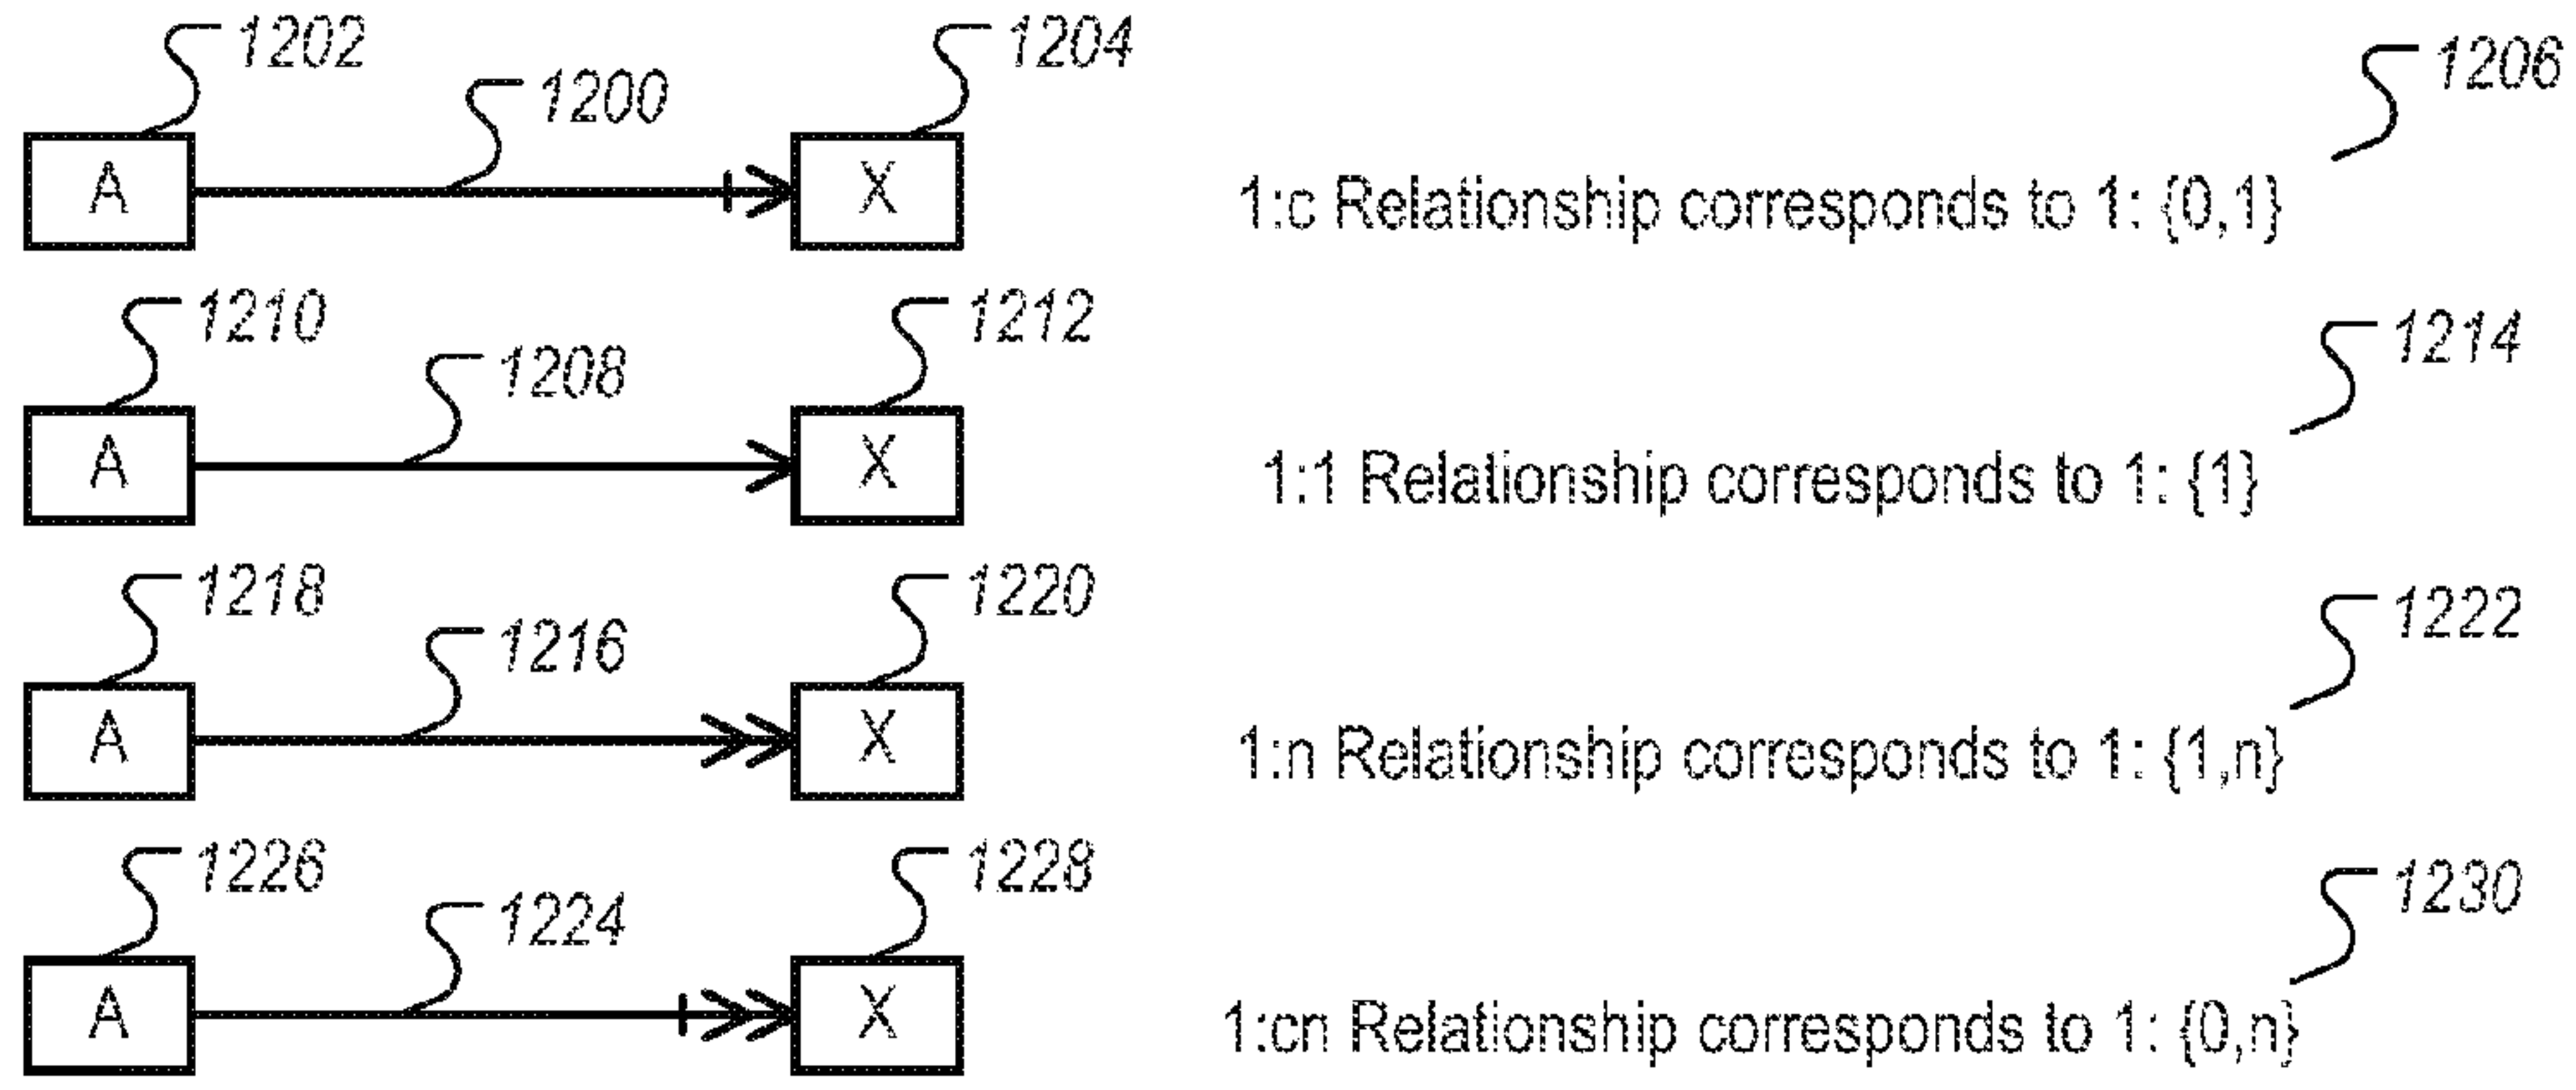 1202
1204
1206
1200
A
X
1:c Relationship corresponds to 1: {0,1}
1210
1212
1214
1208
A
X
1:1 Relationship corresponds to 1: {1}
1218
1220
1222
1216
A
X
1:n Relationship corresponds to 1: {1,n}
1226
1228
1230
1224
A
X
1:cn Relationship corresponds to 1: {0,n}